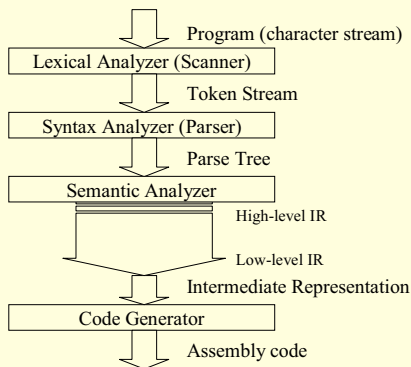 Program (character stream)
Lexical Analyzer (Scanner)
Token Stream
Syntax Analyzer (Parser)
Parse Tree
Semantic Analyzer
High-level IR
Low-level IR
Intermediate Representation
Code Generator
Assembly code